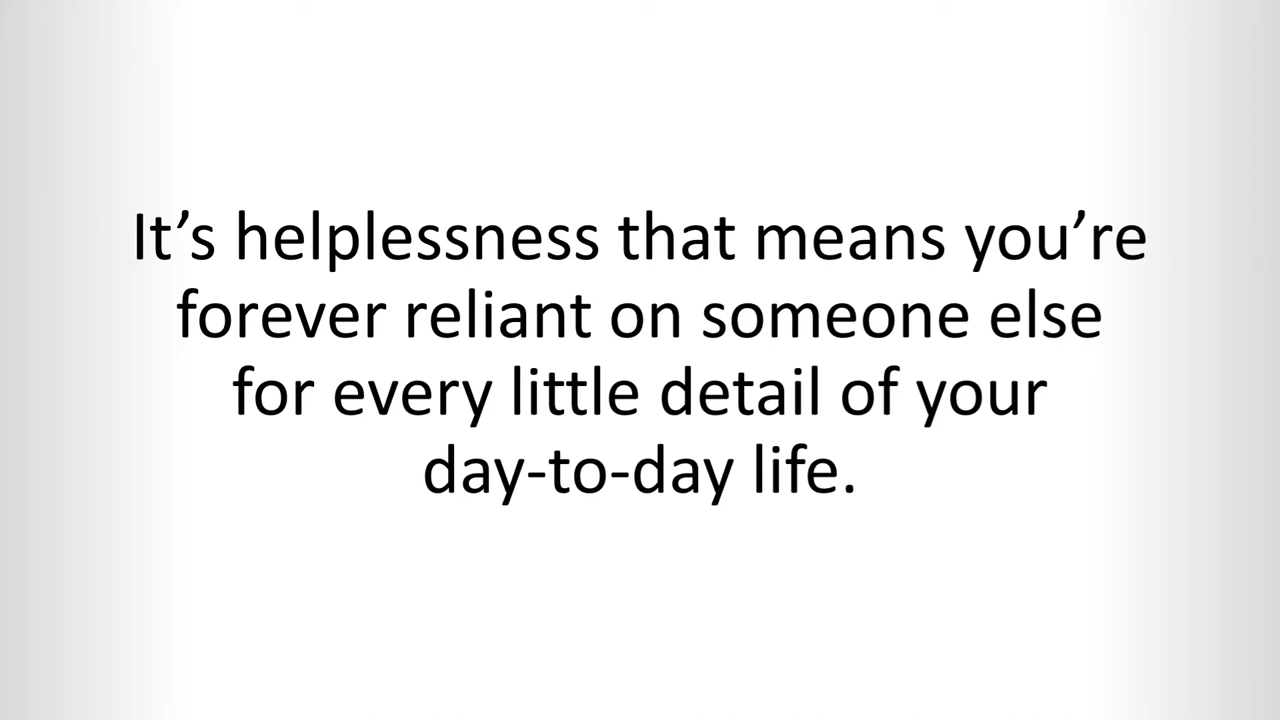 It’s helplessness that means you’re
forever reliant on someone else
for every little detail of your
day-to-day life.